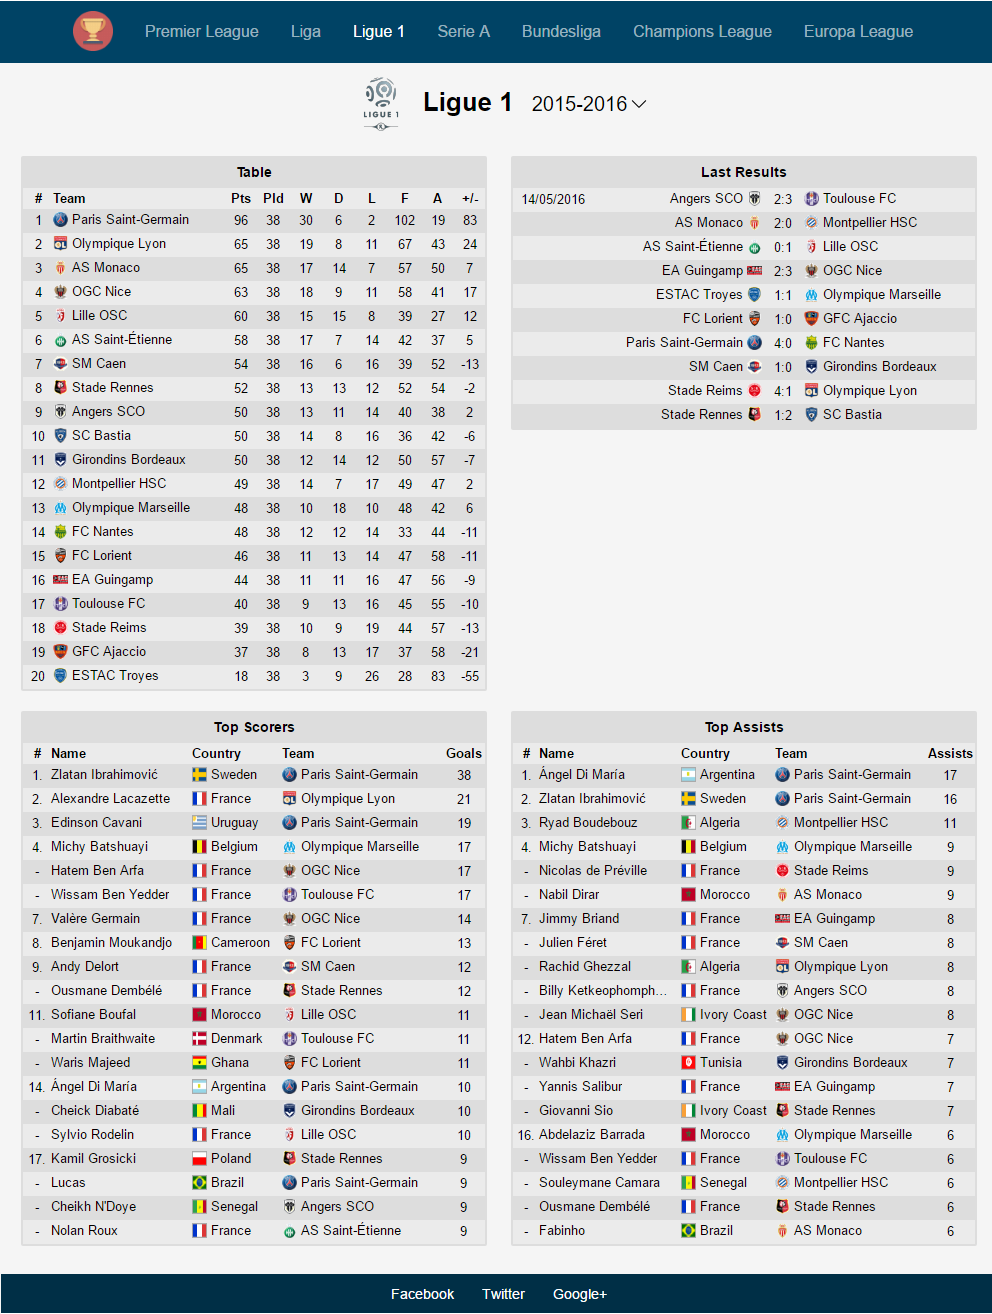 Premier League Liga Ligue 1 Serie A Bundesliga Champions League Europa League
LIGUE 1
Ligue 1 2015-2016
Table
# Team Pts Pld W D L F A +/-
1 Paris Saint-Germain 96 38 30 6 2 102 19 83
2 Olympique Lyon 65 38 19 8 11 67 43 24
3 AS Monaco 65 38 17 14 7 57 50 7
4 OGC Nice 63 38 18 9 11 58 41 17
5 Lille OSC 60 38 15 15 8 39 27 12
6 AS Saint-Étienne 58 38 17 7 14 42 37 5
7 SM Caen 54 38 16 6 16 39 52 -13
8 Stade Rennes 52 38 13 13 12 52 54 -2
9 Angers SCO 50 38 13 11 14 40 38 2
10 SC Bastia 50 38 14 8 16 36 42 -6
11 Girondins Bordeaux 50 38 12 14 12 50 57 -7
12 Montpellier HSC 49 38 14 7 17 49 47 2
13 Olympique Marseille 48 38 10 18 10 48 42 6
14 FC Nantes 48 38 12 12 14 33 44 -11
15 FC Lorient 46 38 11 13 14 47 58 -11
16 EA Guingamp 44 38 11 11 16 47 56 -9
17 Toulouse FC 40 38 9 13 16 45 55 -10
18 Stade Reims 39 38 10 9 19 44 57 -13
19 GFC Ajaccio 37 38 8 13 17 37 58 -21
20 ESTAC Troyes 18 38 3 9 26 28 83 -55
Last Results
14/05/2016 Angers SCO 2:3 Toulouse FC
AS Monaco 2:0 Montpellier HSC
AS Saint-Étienne 0:1 Lille OSC
EA Guingamp 2:3 OGC Nice
ESTAC Troyes 1:1 Olympique Marseille
FC Lorient 1:0 GFC Ajaccio
Paris Saint-Germain 4:0 FC Nantes
SM Caen 1:0 Girondins Bordeaux
Stade Reims 4:1 Olympique Lyon
Stade Rennes 1:2 SC Bastia
Top Scorers
# Name Country Team Goals
1. Zlatan Ibrahimović Sweden Paris Saint-Germain 38
2. Alexandre Lacazette France Olympique Lyon 21
3. Edinson Cavani Uruguay Paris Saint-Germain 19
4. Michy Batshuayi Belgium Olympique Marseille 17
- Hatem Ben Arfa France OGC Nice 17
- Wissam Ben Yedder France Toulouse FC 17
7. Valère Germain France OGC Nice 14
8. Benjamin Moukandjo Cameroon FC Lorient 13
9. Andy Delort France SM Caen 12
- Ousmane Dembélé France Stade Rennes 12
11. Sofiane Boufal Morocco Lille OSC 11
- Martin Braithwaite Denmark Toulouse FC 11
- Waris Majeed Ghana FC Lorient 11
14. Ángel Di María Argentina Paris Saint-Germain 10
- Cheick Diabaté Mali Girondins Bordeaux 10
- Sylvio Rodelin France Lille OSC 10
17. Kamil Grosicki Poland Stade Rennes 9
- Lucas Brazil Paris Saint-Germain 9
- Cheikh N'Doye Senegal Angers SCO 9
- Nolan Roux France AS Saint-Étienne 9
Top Assists
# Name Country Team Assists
1. Ángel Di María Argentina Paris Saint-Germain 17
2. Zlatan Ibrahimović Sweden Paris Saint-Germain 16
3. Ryad Boudebouz Algeria Montpellier HSC 11
4. Michy Batshuayi Belgium Olympique Marseille 9
- Nicolas de Préville France Stade Reims 9
- Nabil Dirar Morocco AS Monaco 9
7. Jimmy Briand France EA Guingamp 8
- Julien Féret France SM Caen 8
- Rachid Ghezzal Algeria Olympique Lyon 8
- Billy Ketkeophomph... France Angers SCO 8
- Jean Michaël Seri Ivory Coast OGC Nice 8
12. Hatem Ben Arfa France OGC Nice 7
- Wahbi Khazri Tunisia Girondins Bordeaux 7
- Yannis Salibur France EA Guingamp 7
- Giovanni Sio Ivory Coast Stade Rennes 7
16. Abdelaziz Barrada Morocco Olympique Marseille 6
- Wissam Ben Yedder France Toulouse FC 6
- Souleymane Camara Senegal Montpellier HSC 6
- Ousmane Dembélé France Stade Rennes 6
- Fabinho Brazil AS Monaco 6
Facebook Twitter Google+